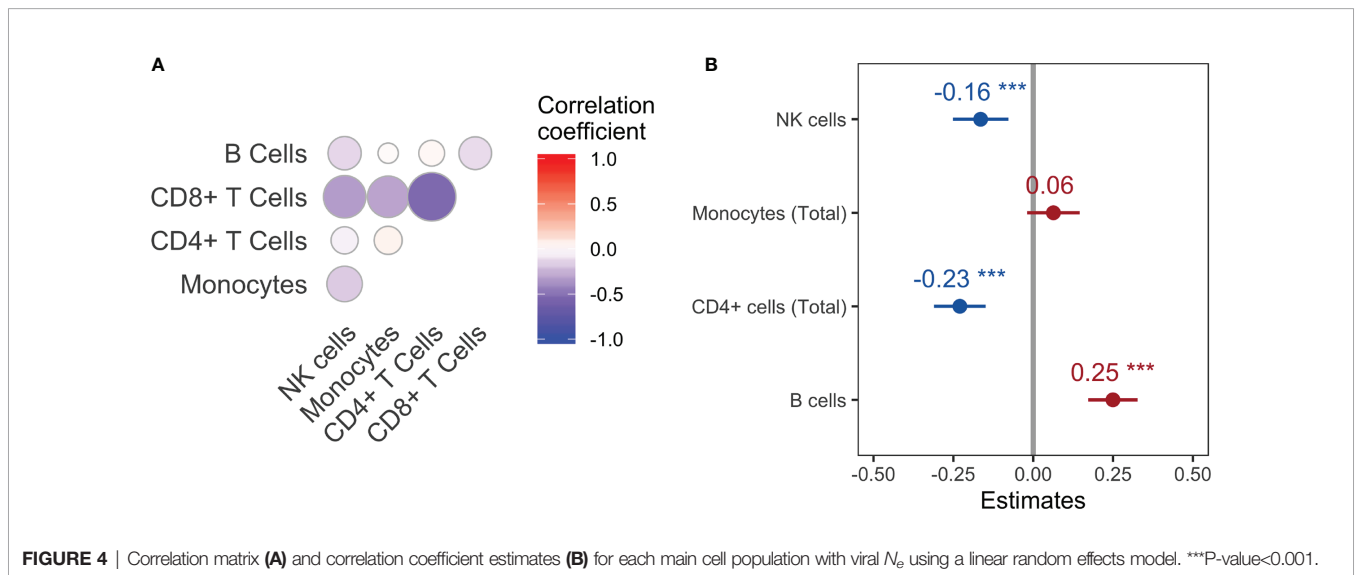 A
Correlation
coefficient
1.0
0.5
0.0
-0.5
-1.0
B Cells
CD8+ T Cells
CD4+ T Cells
Monocytes
NK cells
Monocytes
CD4+ T Cells
CD8+ T Cells
B
NK cells
Monocytes (Total)
CD4+ cells (Total)
B cells
-0.16 ***
0.06
-0.23 ***
0.25 ***
-0.50 -0.25 0.00 0.25 0.50
Estimates
FIGURE 4 | Correlation matrix (A) and correlation coefficient estimates (B) for each main cell population with viral Ne using a linear random effects model. ***P-value<0.001.